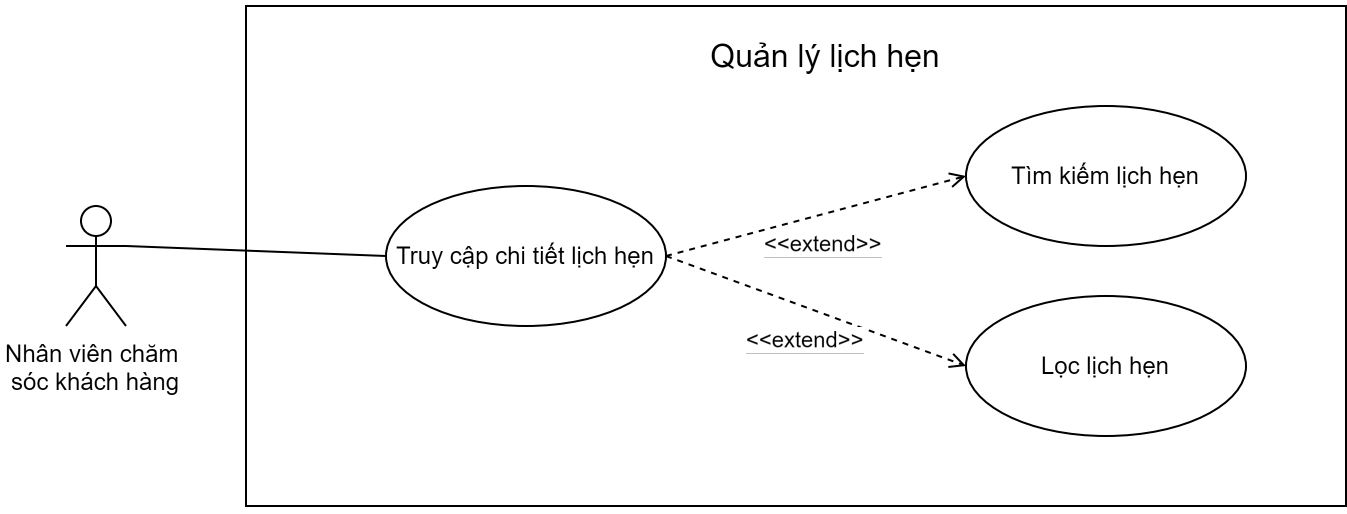 Quản lý lịch hẹn
Tìm kiếm lịch hẹn
<<extend>>
Truy cập chi tiết lịch hẹn
<<extend>>
Lọc lịch hẹn
Nhân viên chăm
sóc khách hàng